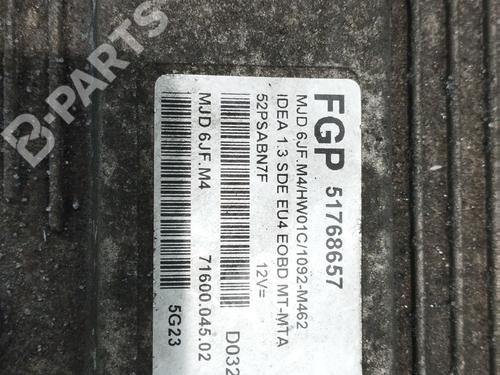 B-PARTS
FGP 51768657
MJD 6JF.M4/HW01C/1092-M462
IDEA 1.3 SDE EU4 EOBD MT-MTA
52PSABN7F 12V=
D032
MJD 6JF.M4 71600.045.02
5G23